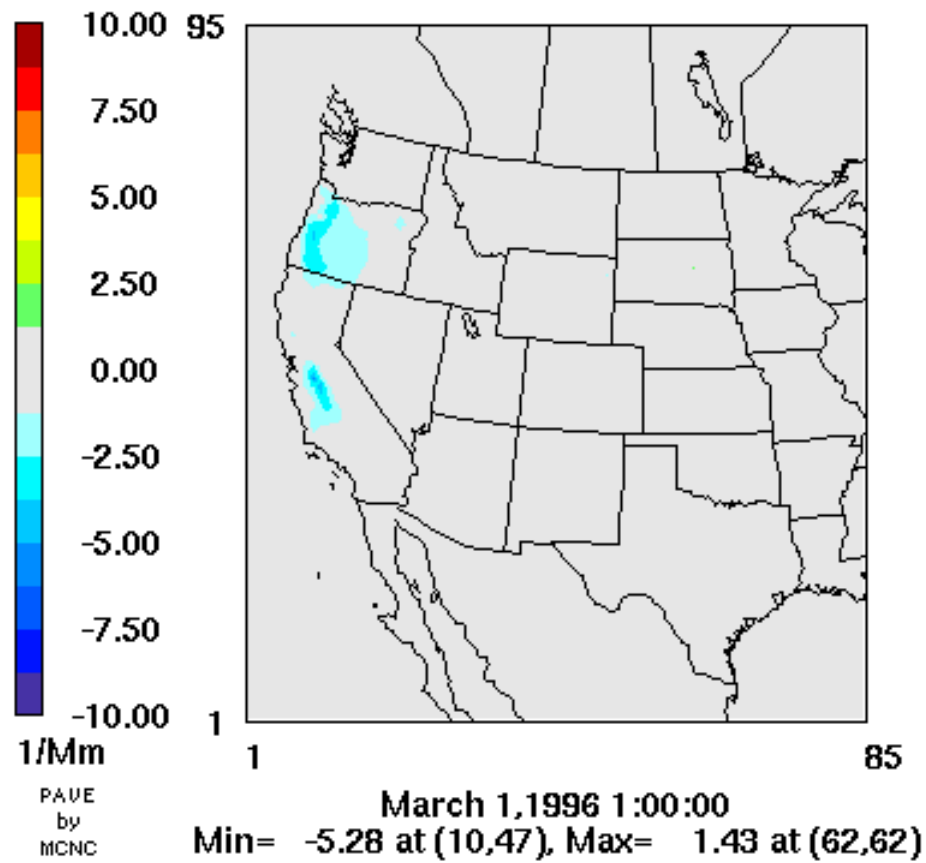 10.00
7.50
5.00
2.50
0.00
-2.50
-5.00
-7.50
-10.00
1/Mm
95
1
1
85
PAVE
by
MCNC
March 1,1996 1:00:00
Min= -5.28 at (10,47), Max= 1.43 at (62,62)